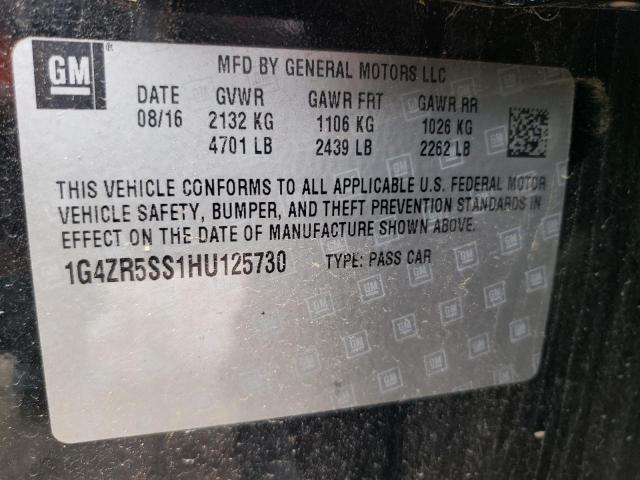 GM ®
MFD BY GENERAL MOTORS LLC
DATE GVWR GAWR FRT GAWR RR
08/16 2132 KG 1106 KG 1026 KG
4701 LB 2439 LB 2262 LB
THIS VEHICLE CONFORMS TO ALL APPLICABLE U.S. FEDERAL MOTOR
VEHICLE SAFETY, BUMPER, AND THEFT PREVENTION STANDARDS IN
EFFECT ON THE DATE OF MANUFACTURE SHOWN ABOVE.
1G4ZR5SS1HU125730 TYPE: PASS CAR